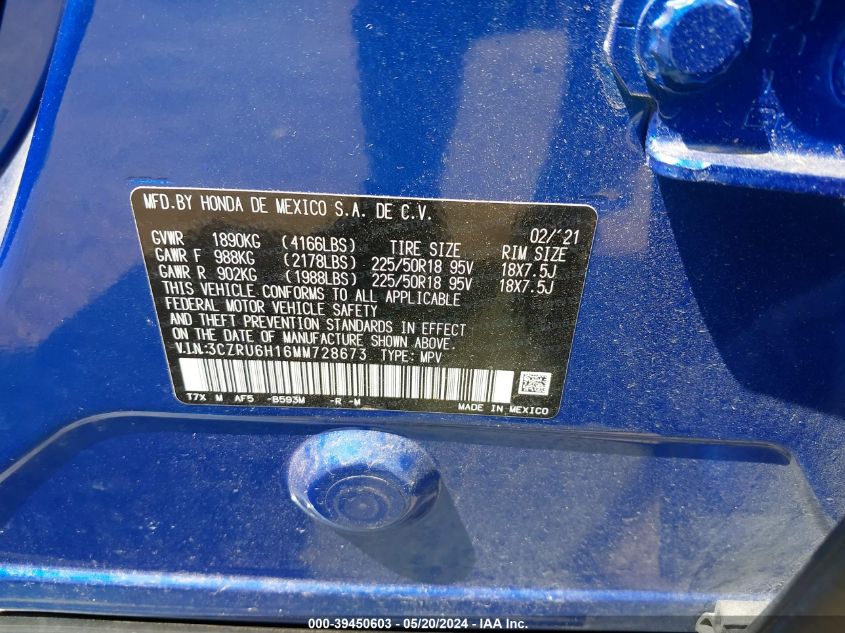 MFD.BY HONDA DE MEXICO S.A. DE C.V.
02/'21
GVWR 1890KG (4166LBS) TIRE SIZE RIM SIZE
GAWR F 988KG (2178LBS) 225/50R18 95V 18X7.5J
GAWR R 902KG (1988LBS) 225/50R18 95V 18X7.5J
THIS VEHICLE CONFORMS TO ALL APPLICABLE
FEDERAL MOTOR VEHICLE SAFETY
AND THEFT PREVENTION STANDARDS IN EFFECT
ON THE DATE OF MANUFACTURE SHOWN ABOVE.
V.I.N:3CZRU6H16MM728673 TYPE: MPV
T7X M AF5 -B593M -R -M
MADE IN MEXICO
000-39450603 - 05/20/2024 - IAA Inc.